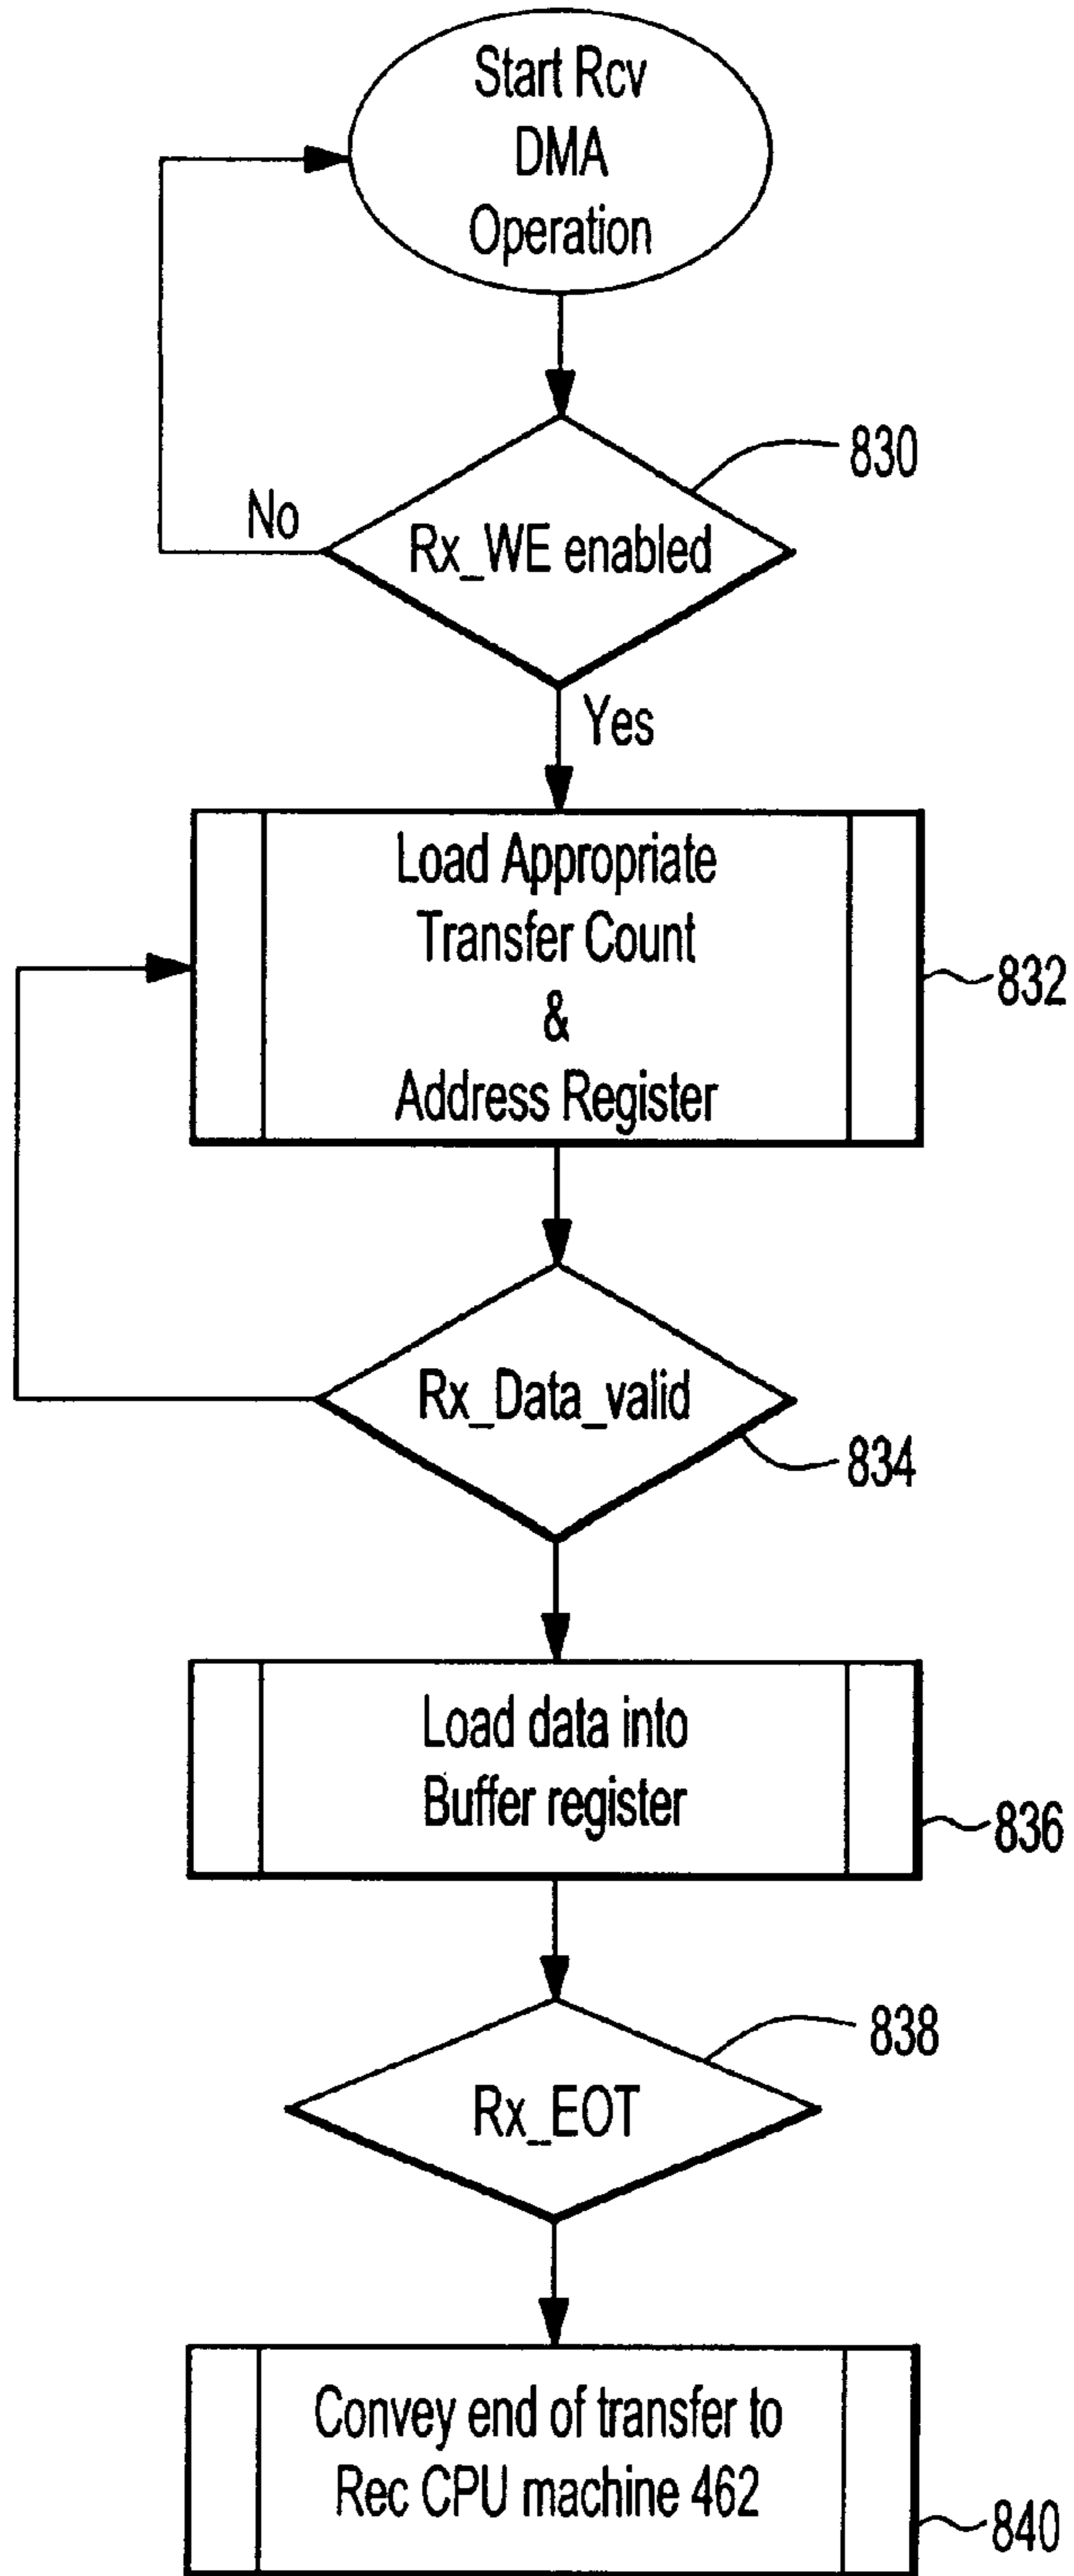 Start Rcv
DMA
Operation
830
No
Rx_WE enabled
Yes
Load Appropriate
Transfer Count
&
Address Register
832
Rx_Data_valid
834
Load data into
Buffer register
836
838
Rx_EOT
Convey end of transfer to
Rec CPU machine 462
840